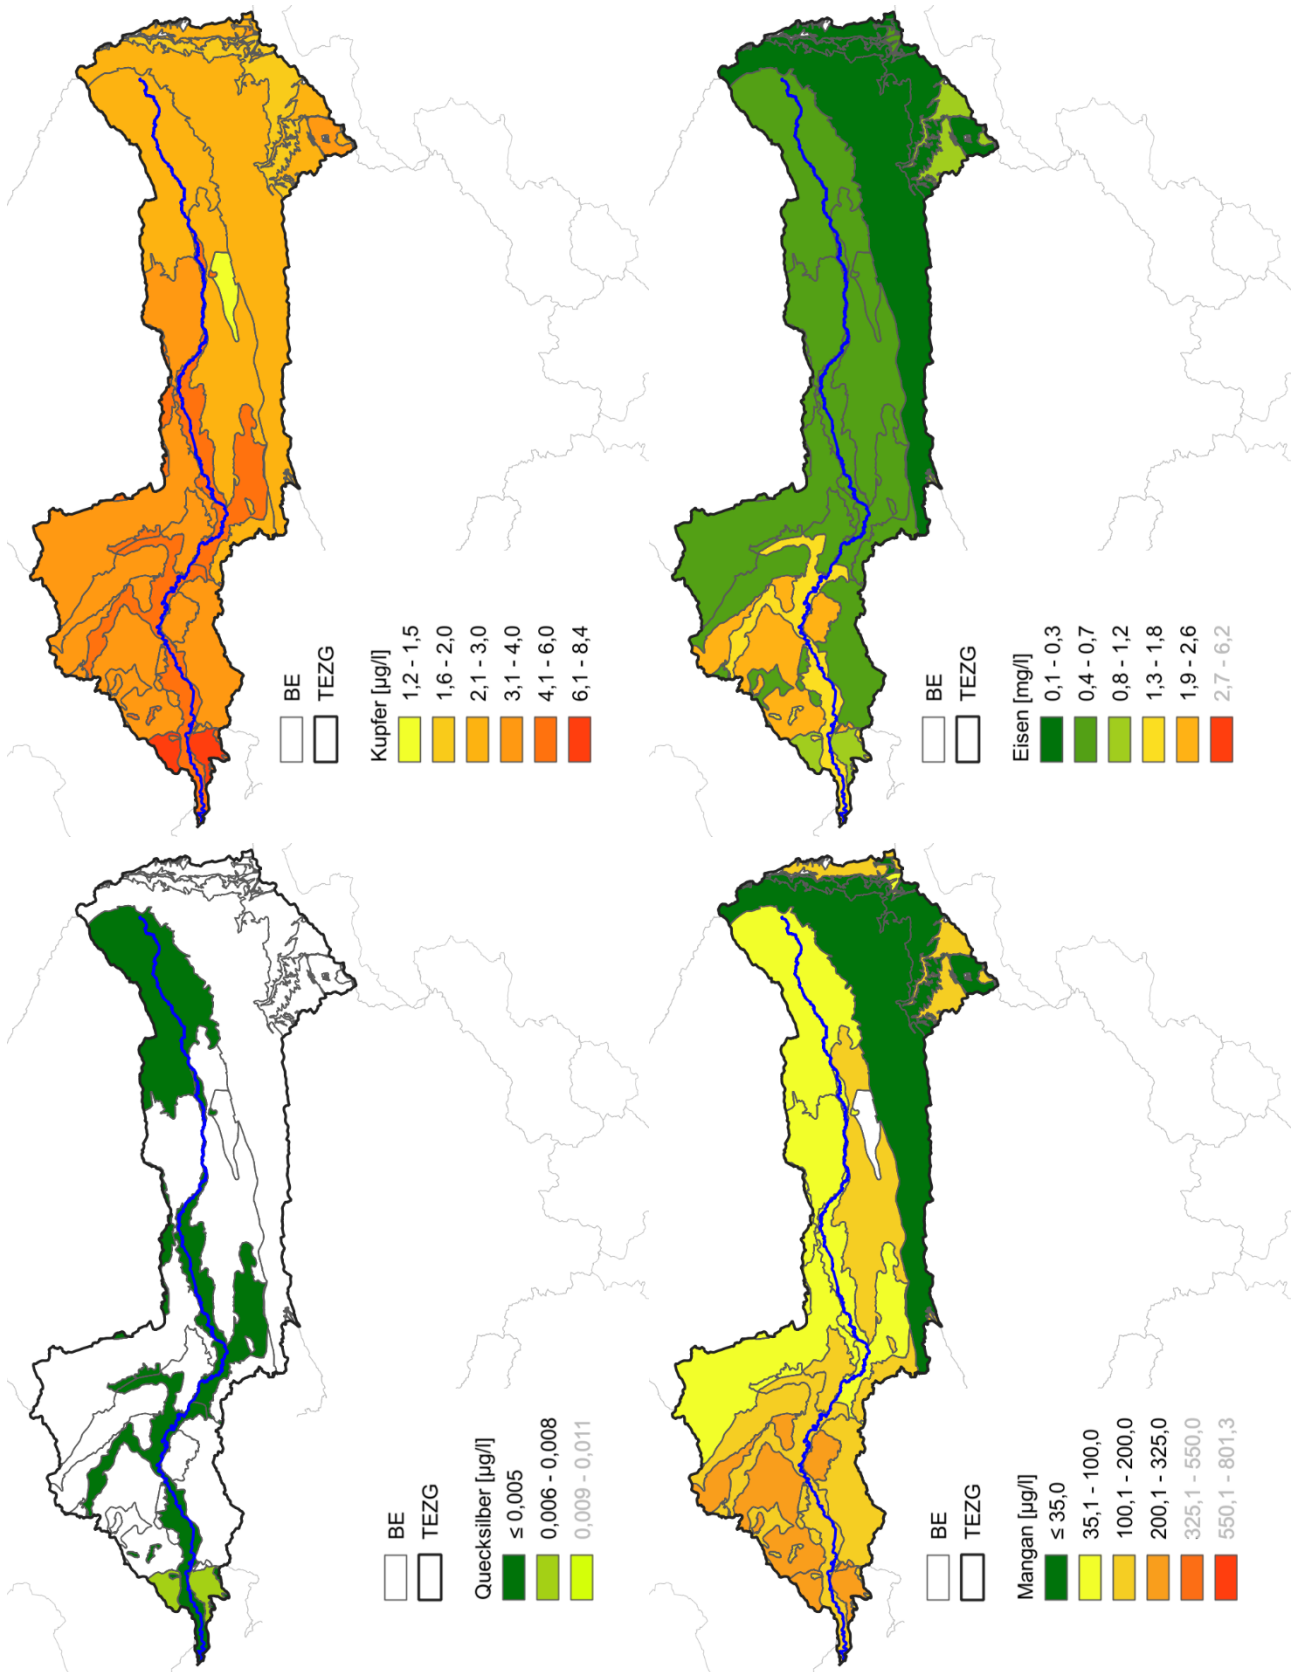 BE
TEZG
Quecksilber [µg/l]
≤ 0,005
0,006 - 0,008
0,009 - 0,011
BE
TEZG
Kupfer [µg/l]
1,2 - 1,5
1,6 - 2,0
2,1 - 3,0
3,1 - 4,0
4,1 - 6,0
6,1 - 8,4
BE
TEZG
Mangan [µg/l]
≤ 35,0
35,1 - 100,0
100,1 - 200,0
200,1 - 325,0
325,1 - 550,0
550,1 - 801,3
BE
TEZG
Eisen [mg/l]
0,1 - 0,3
0,4 - 0,7
0,8 - 1,2
1,3 - 1,8
1,9 - 2,6
2,7 - 6,2